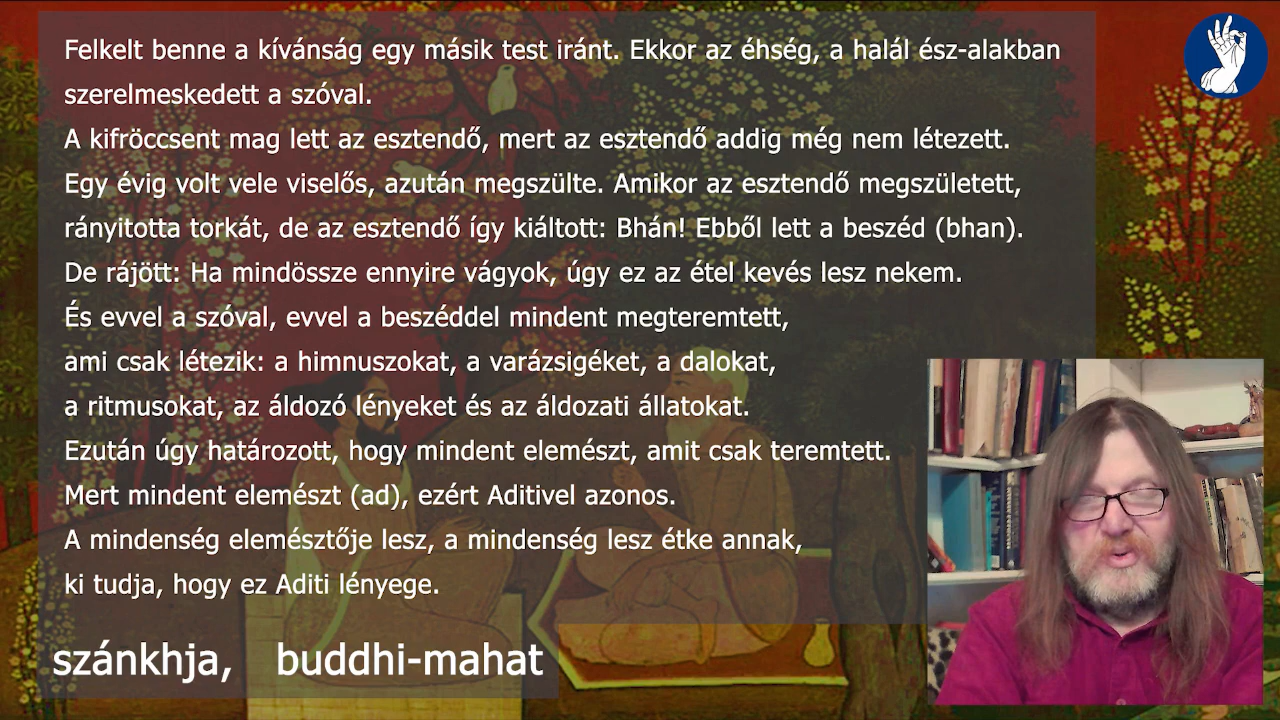 Felkelt benne a kívánság egy másik test iránt. Ekkor az éhség, a halál ész-alakban
szerelmeskedett a szóval.
A kifröccsent mag lett az esztendő, mert az esztendő addig még nem létezett.
Egy évig volt vele viselős, azután megszülte. Amikor az esztendő megszületett,
rányitotta torkát, de az esztendő így kiáltott: Bhán! Ebből lett a beszéd (bhan).
De rájött: Ha mindössze ennyire vágyok, úgy ez az étel kevés lesz nekem.
És evvel a szóval, evvel a beszéddel mindent megteremtett,
ami csak létezik: a himnuszokat, a varázsigéket, a dalokat,
a ritmusokat, az áldozó lényeket és az áldozati állatokat.
Ezután úgy határozott, hogy mindent elemészt, amit csak teremtett.
Mert mindent elemészt (ad), ezért Aditivel azonos.
A mindenség elemésztője lesz, a mindenség lesz étke annak,
ki tudja, hogy ez Aditi lényege.
szánkhja, buddhi-mahat